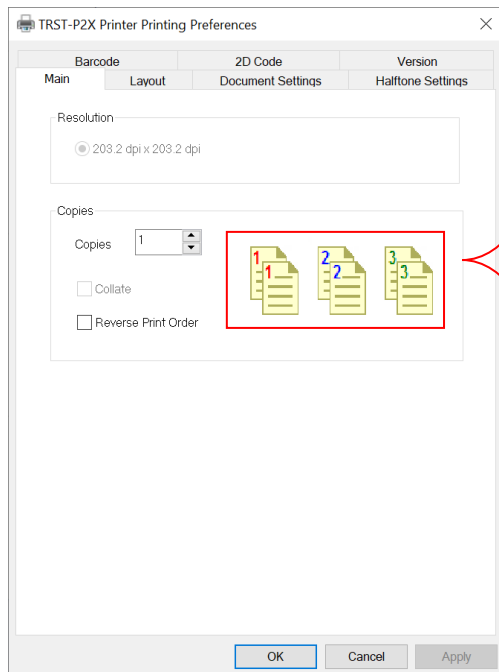 TRST-P2X Printer Printing Preferences
Barcode 2D Code Version
Main Layout Document Settings Halftone Settings
Resolution
203.2 dpi x 203.2 dpi
Copies
Copies 1
1 1 2 2 3 3
Collate
Reverse Print Order
OK Cancel Apply